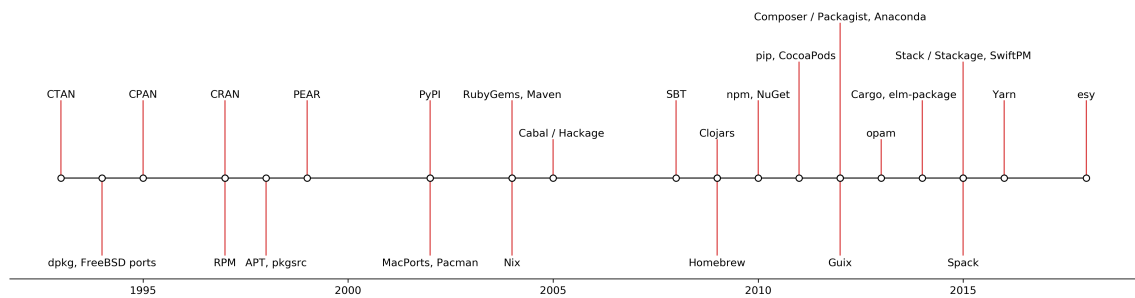 Composer / Packagist, Anaconda
pip, CocoaPods
Stack / Stackage, SwiftPM
CTAN
CPAN
CRAN
PEAR
PyPI
RubyGems, Maven
SBT
npm, NuGet
Cargo, elm-package
Yarn
esy
Cabal / Hackage
Clojars
opam
dpkg, FreeBSD ports
RPM
APT, pkgsrc
MacPorts, Pacman
Nix
Homebrew
Guix
Spack
1995
2000
2005
2010
2015